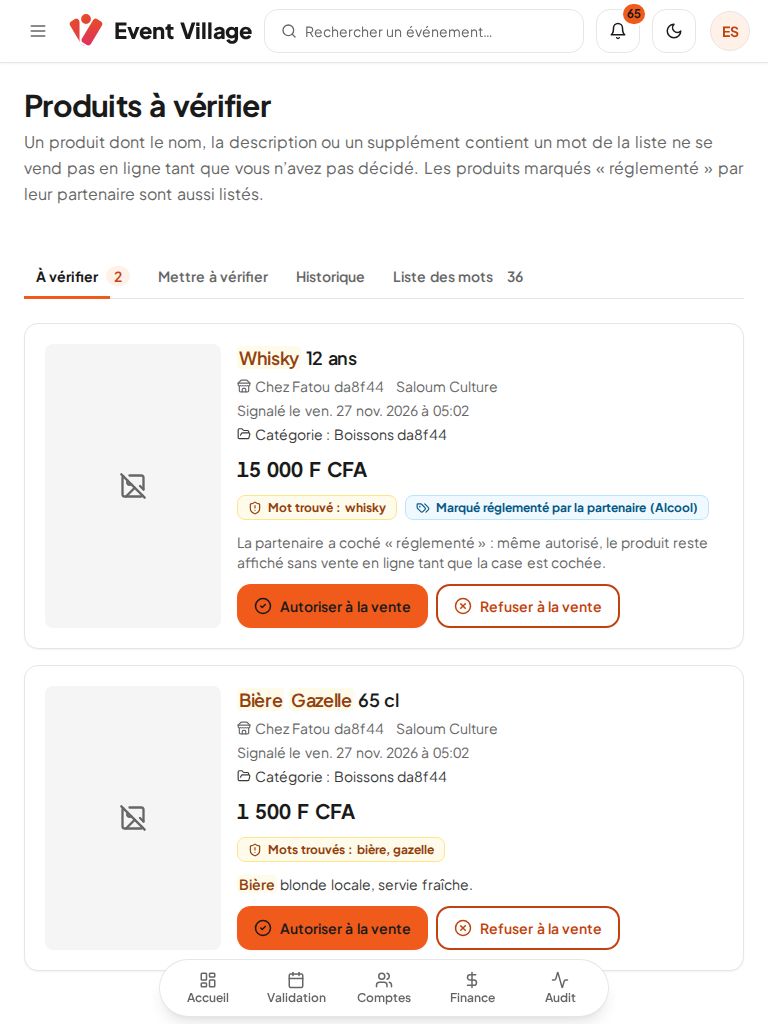 Event Village
Rechercher un événement...
65
ES
Produits à vérifier
Un produit dont le nom, la description ou un supplément contient un mot de la liste ne se
vend pas en ligne tant que vous n'avez pas décidé. Les produits marqués « réglementé » par
leur partenaire sont aussi listés.
À vérifier 2
Mettre à vérifier
Historique
Liste des mots 36
Whisky 12 ans
Chez Fatou da8f44 Saloum Culture
Signalé le ven. 27 nov. 2026 à 05:02
Catégorie : Boissons da8f44
15 000 F CFA
Mot trouvé : whisky
Marqué réglementé par la partenaire (Alcool)
La partenaire a coché « réglementé » : même autorisé, le produit reste
affiché sans vente en ligne tant que la case est cochée.
Autoriser à la vente
Refuser à la vente
Bière Gazelle 65 cl
Chez Fatou da8f44 Saloum Culture
Signalé le ven. 27 nov. 2026 à 05:02
Catégorie : Boissons da8f44
1 500 F CFA
Mots trouvés : bière, gazelle
Bière blonde locale, servie fraîche.
Autoriser à la vente
Refuser à la vente
Accueil
Validation
Comptes
Finance
Audit